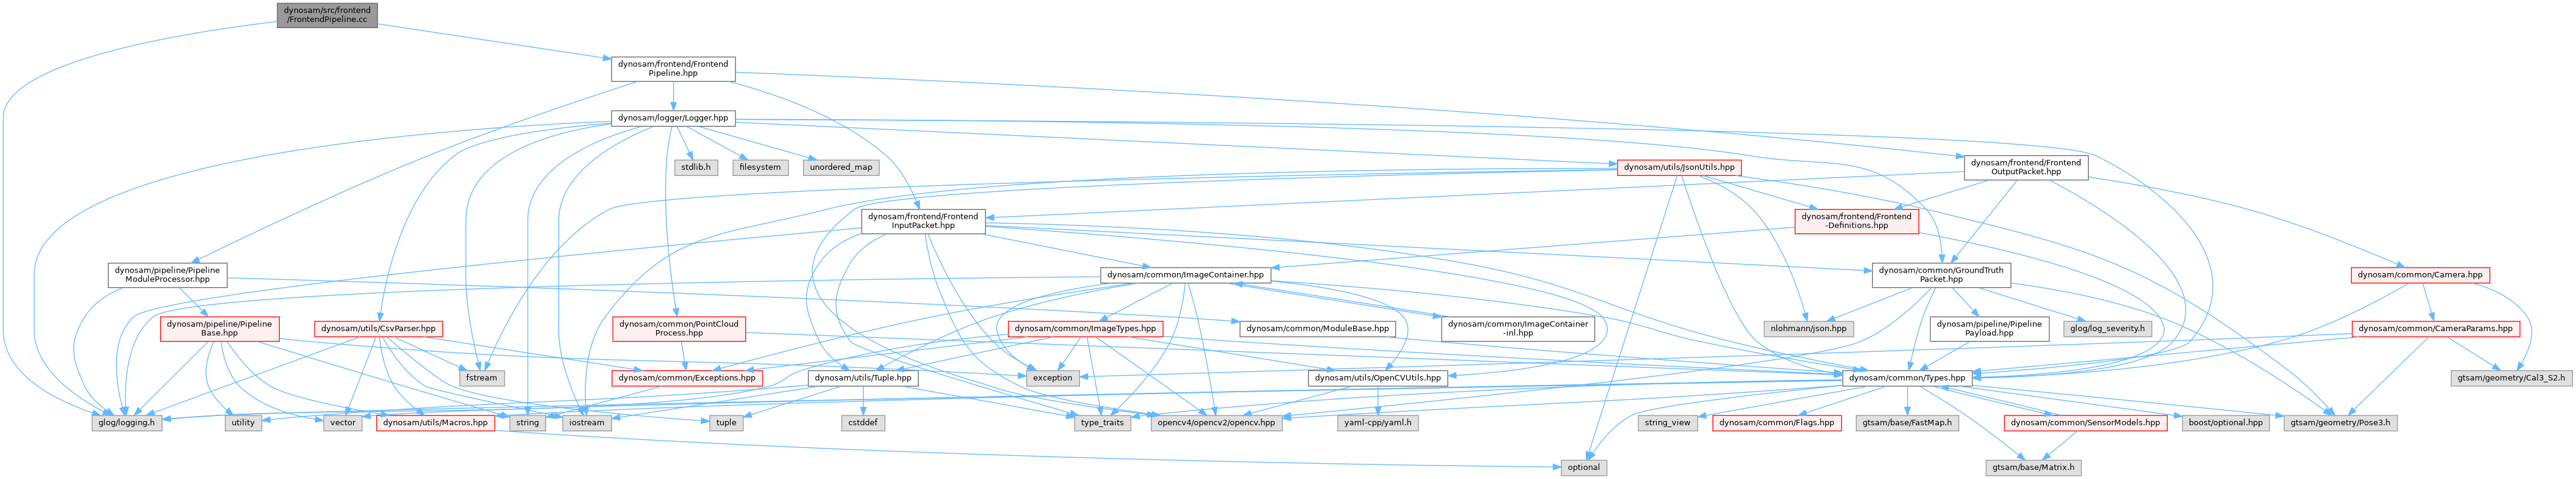 dynosam/src/frontend
/FrontendPipeline.cc
dynosam/frontend/Frontend
Pipeline.hpp
dynosam/logger/Logger.hpp
stdlib.h
filesystem
unordered_map
dynosam/utils/JsonUtils.hpp
dynosam/frontend/Frontend
OutputPacket.hpp
dynosam/frontend/Frontend
InputPacket.hpp
dynosam/frontend/Frontend
-Definitions.hpp
dynosam/pipeline/Pipeline
ModuleProcessor.hpp
dynosam/common/ImageContainer.hpp
dynosam/common/GroundTruth
Packet.hpp
dynosam/common/Camera.hpp
dynosam/pipeline/Pipeline
Base.hpp
dynosam/utils/CsvParser.hpp
dynosam/common/PointCloud
Process.hpp
dynosam/common/ImageTypes.hpp
dynosam/common/ModuleBase.hpp
dynosam/common/ImageContainer
-inl.hpp
nlohmann/json.hpp
dynosam/pipeline/Pipeline
Payload.hpp
glog/log_severity.h
dynosam/common/CameraParams.hpp
fstream
dynosam/common/Exceptions.hpp
dynosam/utils/Tuple.hpp
exception
dynosam/utils/OpenCVUtils.hpp
dynosam/common/Types.hpp
gtsam/geometry/Cal3_S2.h
glog/logging.h
utility
vector
dynosam/utils/Macros.hpp
string
iostream
tuple
cstddef
type_traits
opencv4/opencv2/opencv.hpp
yaml-cpp/yaml.h
string_view
dynosam/common/Flags.hpp
gtsam/base/FastMap.h
dynosam/common/SensorModels.hpp
boost/optional.hpp
gtsam/geometry/Pose3.h
optional
gtsam/base/Matrix.h